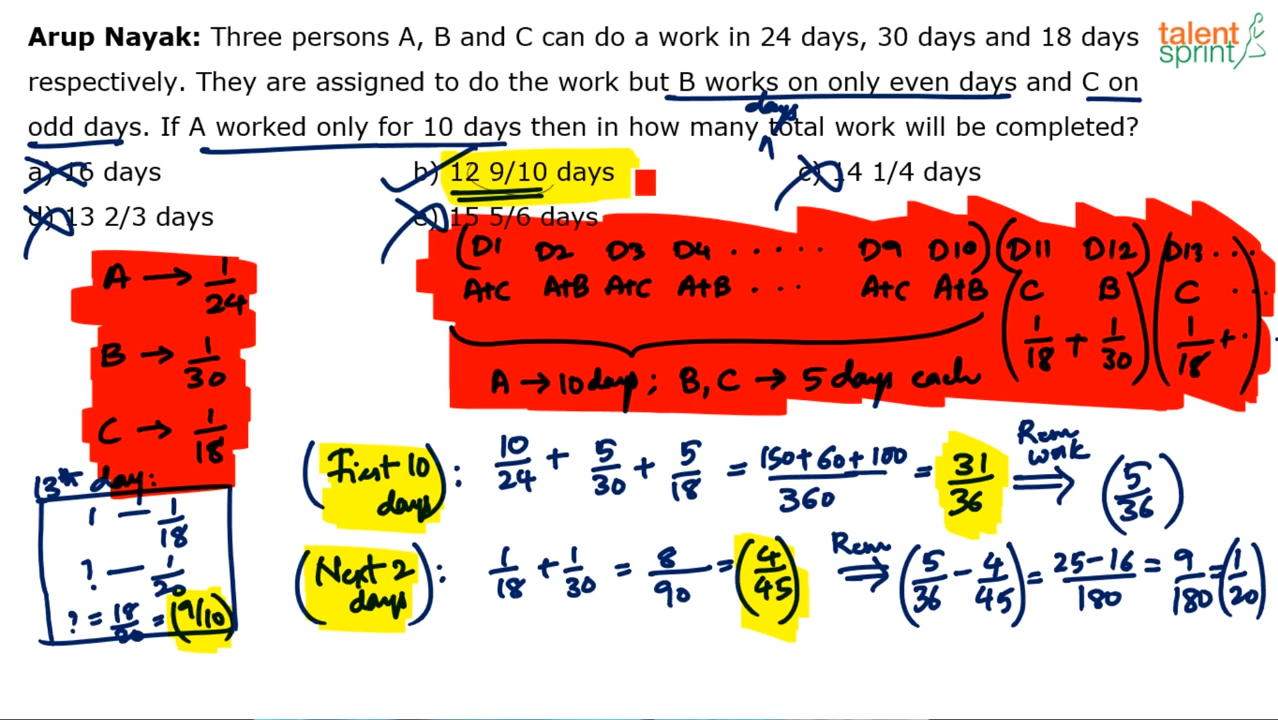 Arup Nayak: Three persons A, B and C can do a work in 24 days, 30 days and 18 days
talent
sprint
respectively. They are assigned to do the work but B works on only even days and C on
days
odd days. If A worked only for 10 days then in how many total work will be completed?
a) 16 days b) 12 9/10 days c) 14 1/4 days
d) 13 2/3 days e) 15 5/6 days
(D1 D2 D3 D4 ...... D9 D10) (D11 D12) (D13 ...
A+C A+B A+C A+B ... A+C A+B C B C ...
(1/18 + 1/30) (1/18 + ...
A → 10 days; B, C → 5 days each
A → 1/24
B → 1/30
C → 1/18
(First 10 days): 10/24 + 5/30 + 5/18 = 150+60+100/360 = 31/36 ⇒ Rem work (5/36)
(Next 2 days): 1/18 + 1/30 = 8/90 = (4/45) Rem ⇒ (5/36 - 4/45) = 25-16/180 = 9/180 = (1/20)
13th day:
1 — 1/18
? — 1/20
? = 18/20 = (9/10)